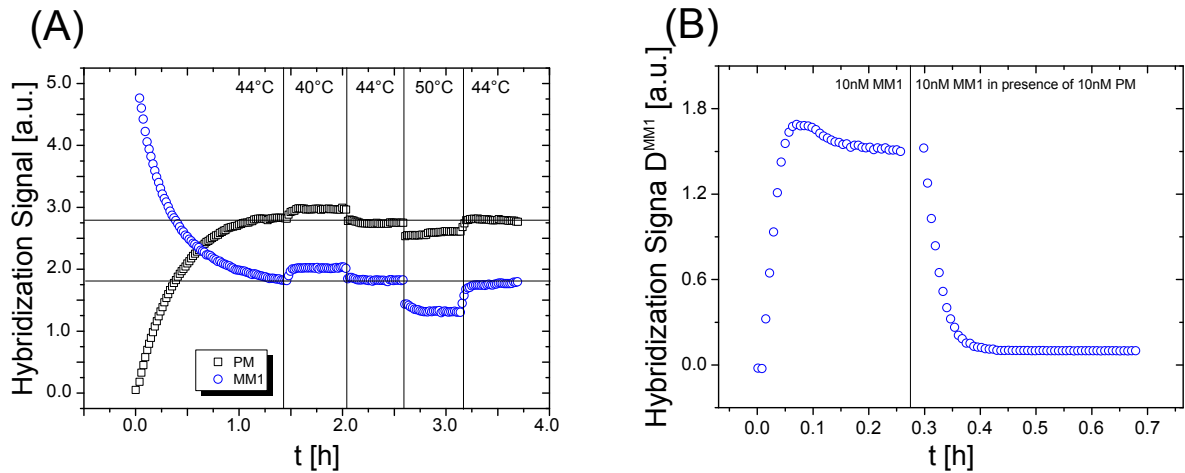 (A)
Hybridization Signal [a.u.]
5.0
4.0
3.0
2.0
1.0
0.0
44°C
40°C
44°C
50°C
44°C
PM
MM1
0.0
1.0
2.0
3.0
4.0
t [h]
(B)
Hybridization Signa D^MM1 [a.u.]
1.8
1.2
0.6
0.0
10nM MM1
10nM MM1 in presence of 10nM PM
0.0
0.1
0.2
0.3
0.4
0.5
0.6
0.7
t [h]